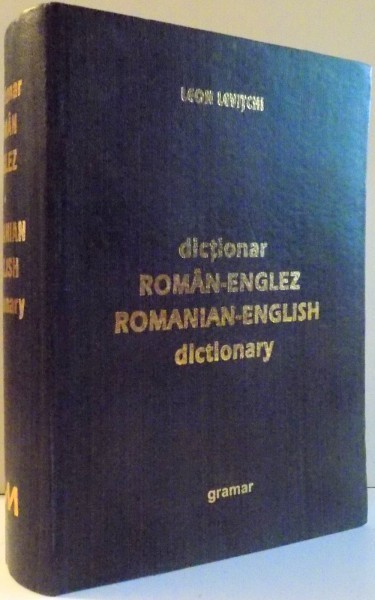 LEON LEVIȚCHI
dicționar
ROMÂN-ENGLEZ
ROMANIAN-ENGLISH
dictionary
gramar